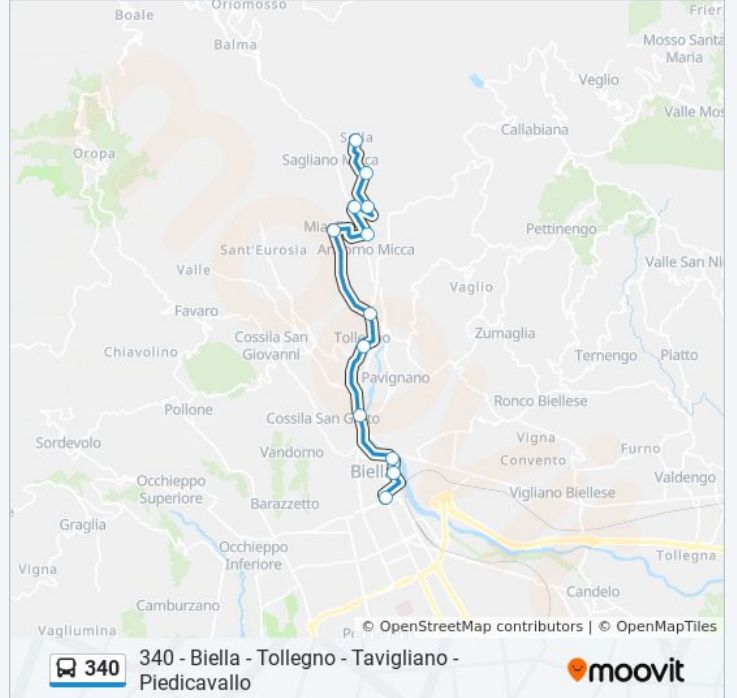 Oriomosso
Boale
Frier
Balma
Mosso Santa
Maria
Veglio
Valle Mos
Callabiana
Oropa
Sagliano Micca
Pettinengo
Sant'Eurosia
Andorno Micca
Valle
Valle San Ni
Vaglio
Favaro
Zumaglia
Cossila San
Giovanni
Tollegno
Chiavolino
Ternengo
Piatto
Pavignano
Pollone
Ronco Biellese
Cossila San Grato
Sordevolo
Vigna
Convento
Furno
Vandorno
Biella
Valdengo
Occhieppo
Superiore
Vigliano Biellese
Barazzetto
Graglia
Occhieppo
Inferiore
Tollegna
Vigna
Candelo
Camburzano
Vagliumina
© OpenStreetMap contributors | © OpenMapTiles
340
340 - Biella - Tollegno - Tavigliano -
Piedicavallo
moovit